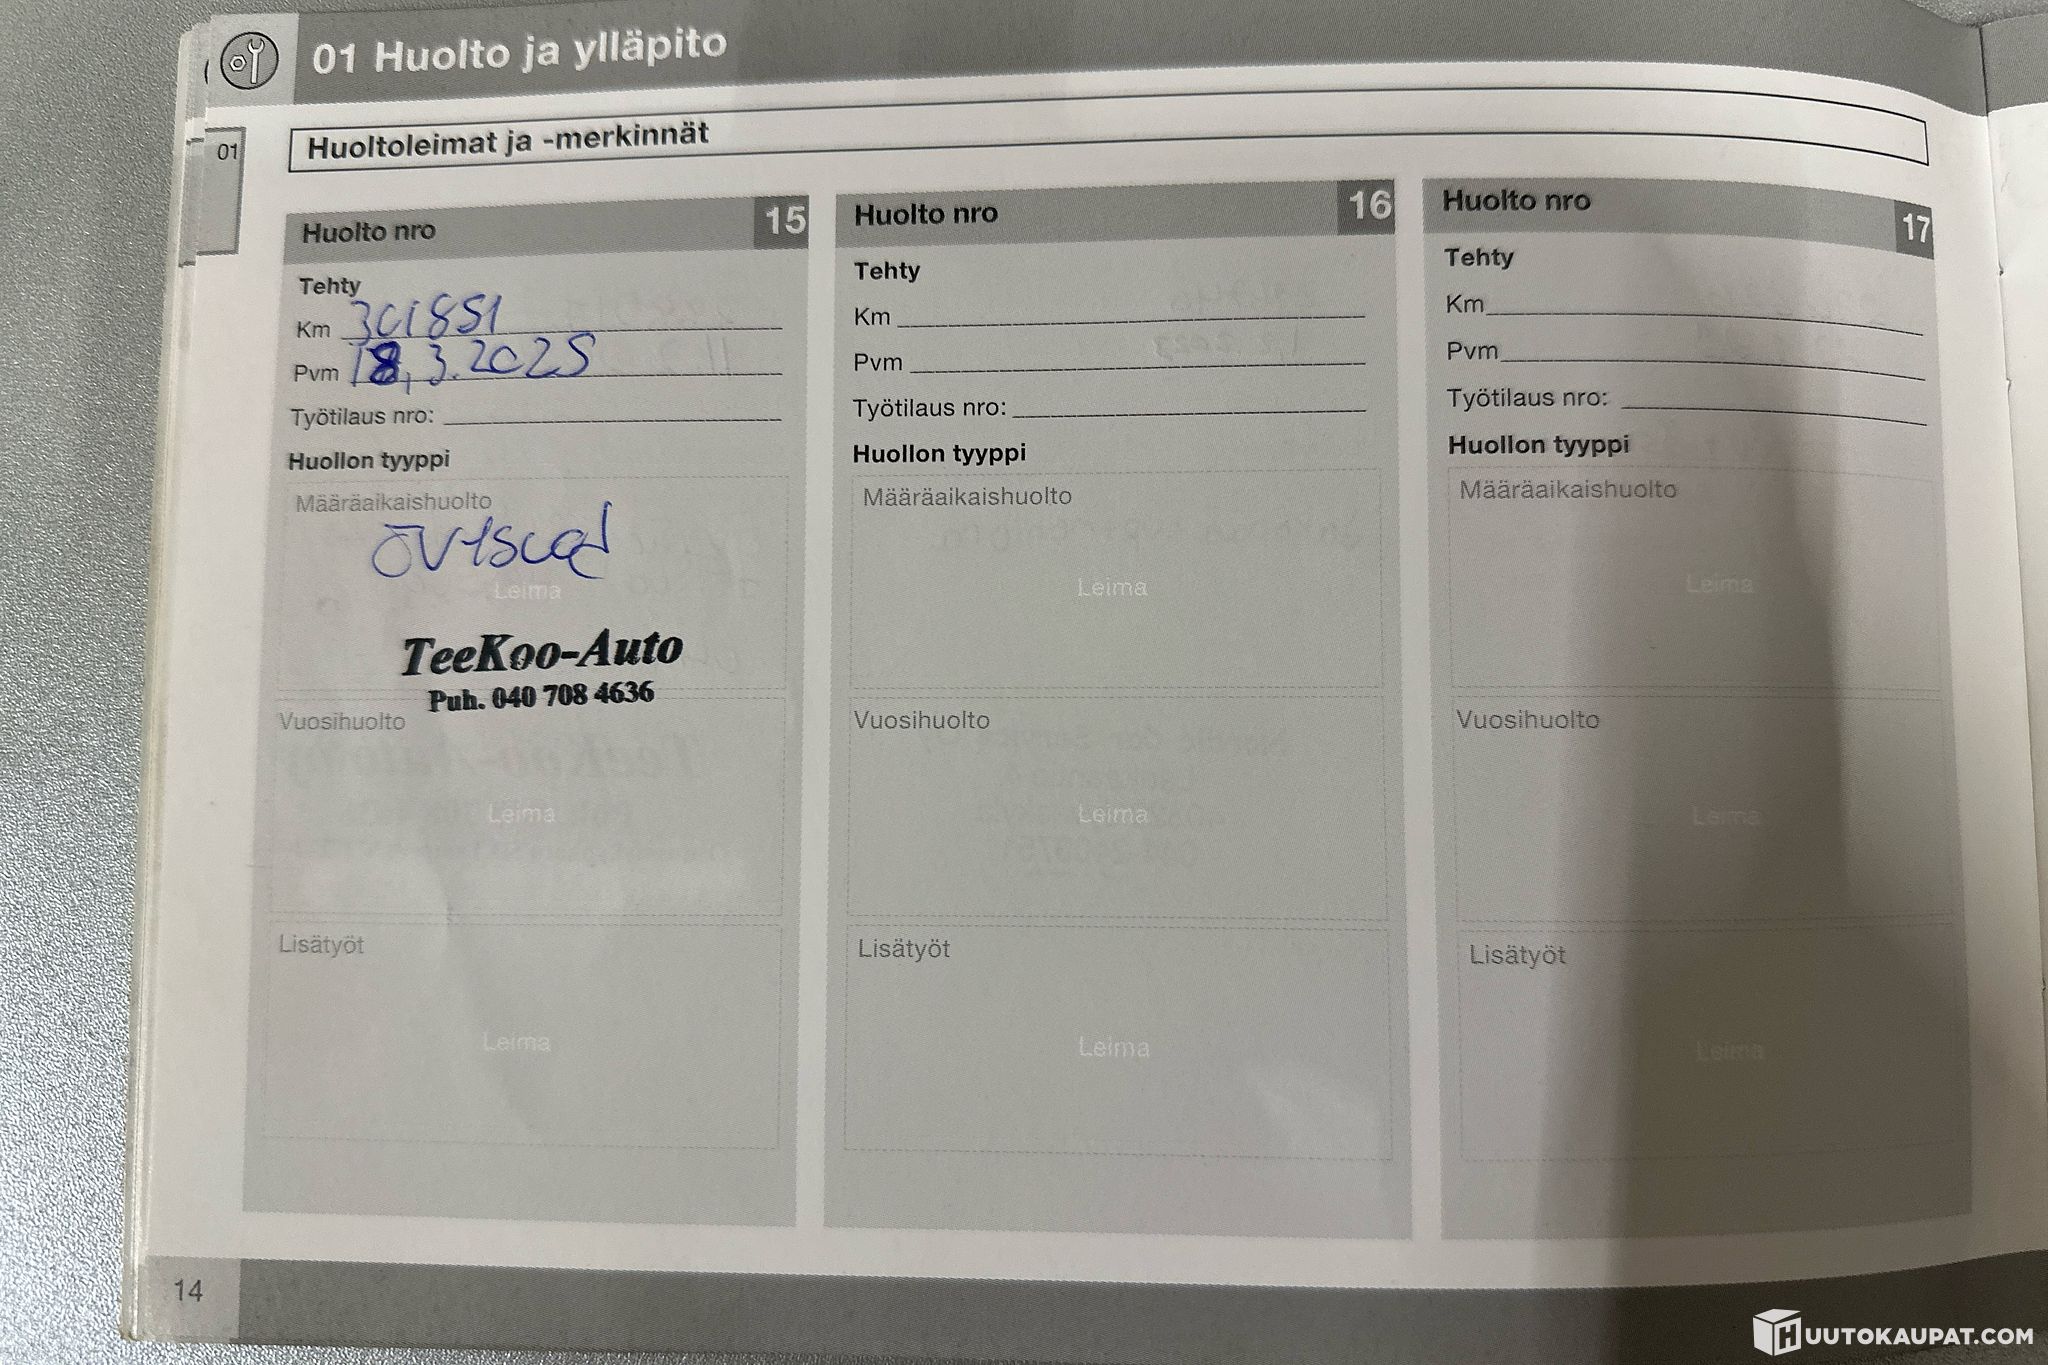 01 Huolto ja ylläpito
01
Huoltoleimat ja -merkinnät
Huolto nro 15
Tehty
Km 301851
Pvm 18.3.2025
Työtilaus nro:
Huollon tyyppi
Määräaikaishuolto
Leima
TeeKoo-Auto
Puh. 040 708 4636
Vuosihuolto
Leima
Lisätyöt
Leima
Huolto nro 16
Tehty
Km
Pvm
Työtilaus nro:
Huollon tyyppi
Määräaikaishuolto
Leima
Vuosihuolto
Leima
Lisätyöt
Leima
Huolto nro 17
Tehty
Km
Pvm
Työtilaus nro:
Huollon tyyppi
Määräaikaishuolto
Leima
Vuosihuolto
Leima
Lisätyöt
Leima
14
HUUTOKAUPAT.COM